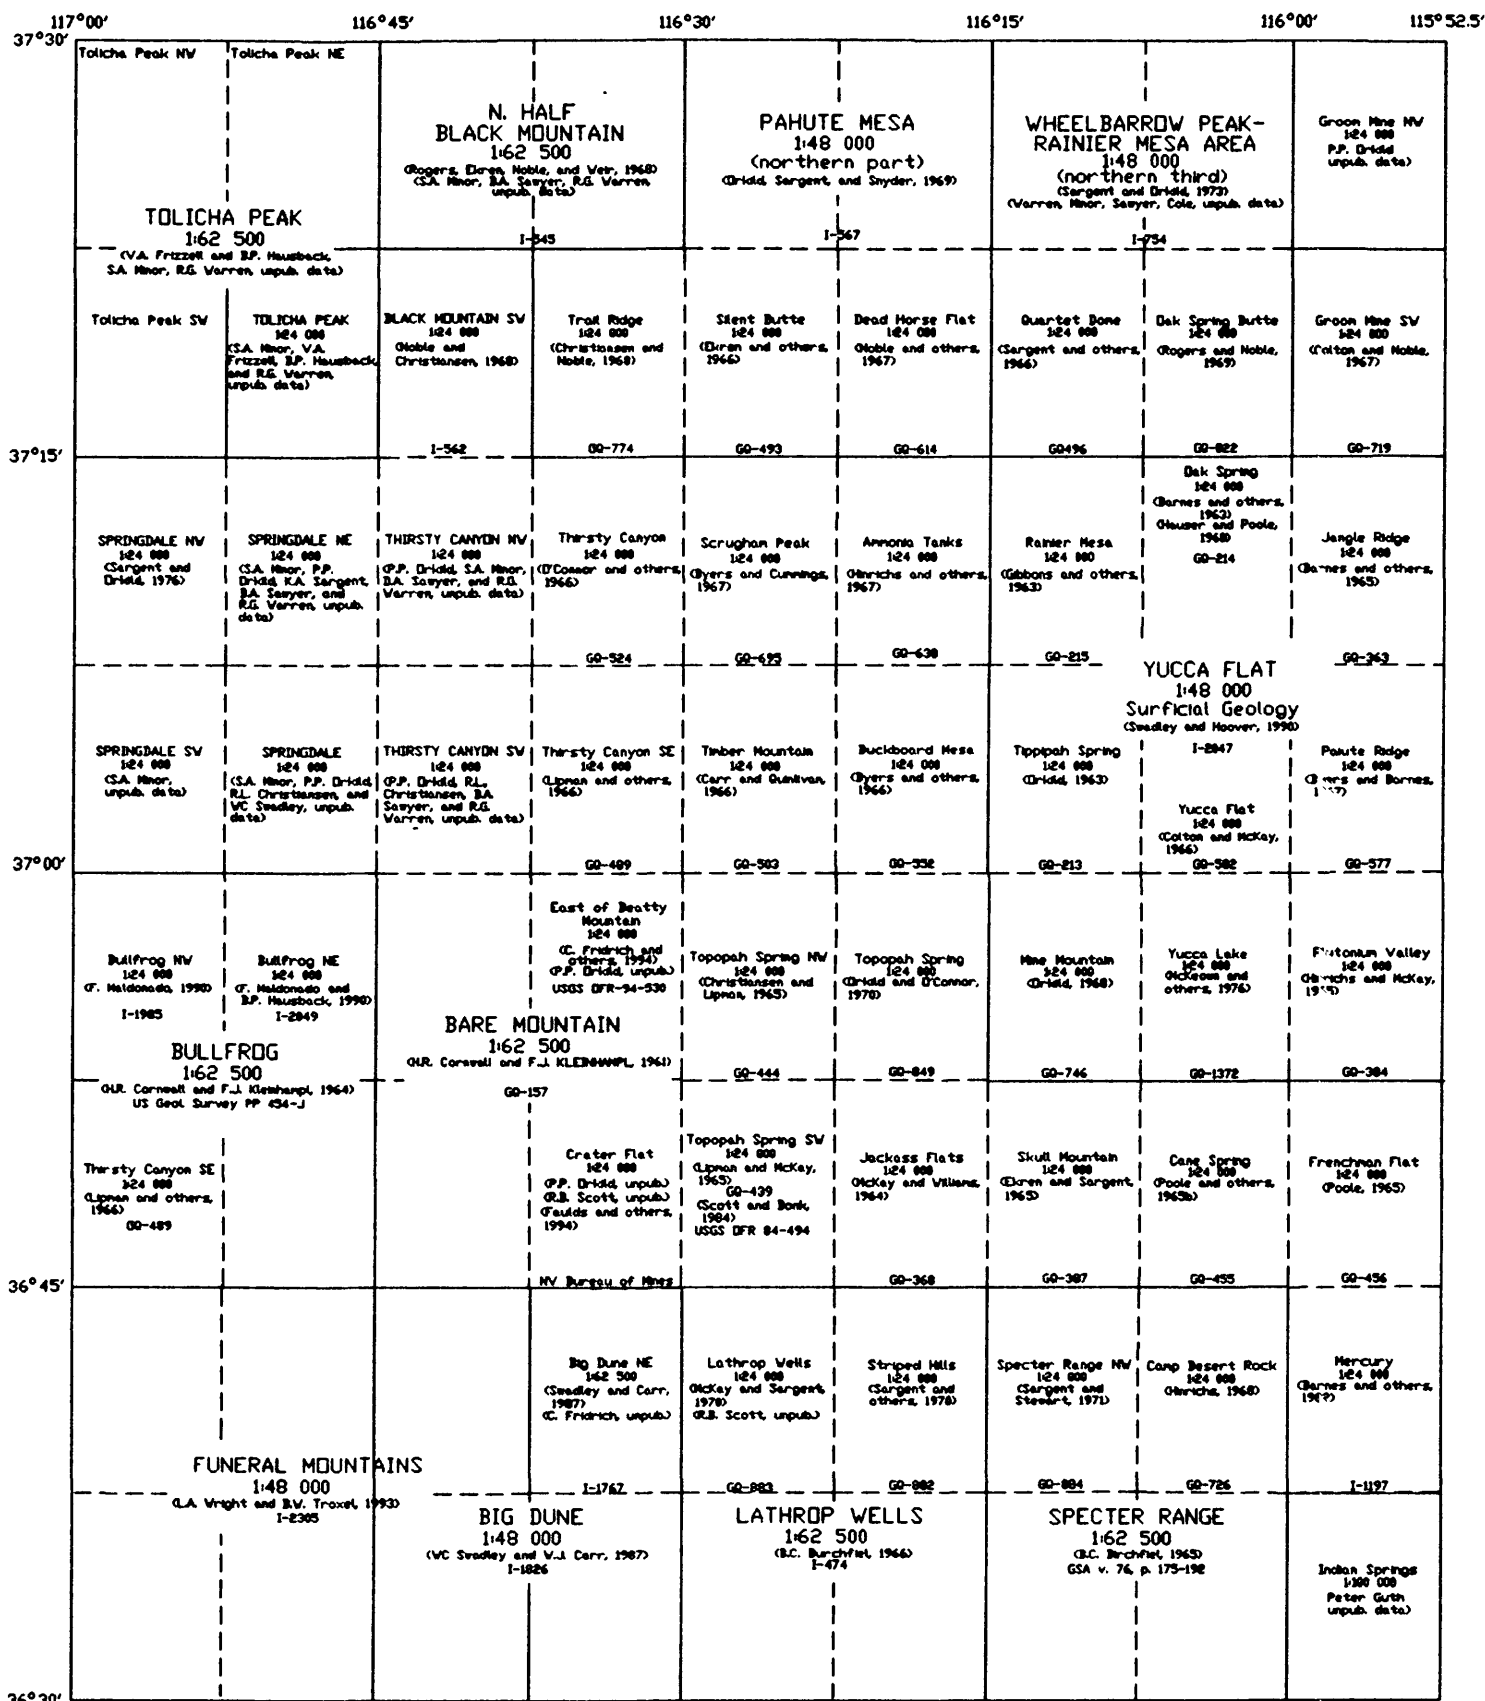 117°00'
116°45'
116°30'
116°15'
116°00'
115°52.5'
37°30'
Tolicha Peak NW
Tolicha Peak NE
N. HALF
BLACK MOUNTAIN
1:62 500
(Rogers, Ekren, Noble, and Weir, 1968)
(S.A. Minor, D.A. Sawyer, R.G. Warren,
unpub. data)
I-545
PAHUTE MESA
1:48 000
(northern part)
(Orkild, Sargent, and Snyder, 1969)
I-567
WHEELBARROW PEAK-
RAINIER MESA AREA
1:48 000
(northern third)
(Sargent and Orkild, 1973)
(Warren, Minor, Sawyer, Cole, unpub. data)
I-754
Groom Mine NW
1:24 000
P.P. Orkild
unpub. data)
TOLICHA PEAK
1:62 500
(V.A. Frizzell and B.P. Hausback,
S.A. Minor, R.G. Warren, unpub. data)
Tolicha Peak SW
TOLICHA PEAK
1:24 000
(S.A. Minor, V.A.
Frizzell, B.P. Hausback,
and R.G. Warren,
unpub. data)
BLACK MOUNTAIN SW
1:24 000
(Noble and
Christiansen, 1968)
I-562
Trail Ridge
1:24 000
(Christiansen and
Noble, 1968)
GQ-774
Silent Butte
1:24 000
(Ekren and others,
1966)
GQ-493
Dead Horse Flat
1:24 000
(Noble and others,
1967)
GQ-614
Quartet Dome
1:24 000
(Sargent and others,
1966)
GQ496
Oak Spring Butte
1:24 000
(Rogers and Noble,
1969)
GQ-822
Groom Mine SW
1:24 000
(Colton and Noble,
1967)
GQ-719
37°15'
SPRINGDALE NW
1:24 000
(Sargent and
Orkild, 1976)
SPRINGDALE NE
1:24 000
(S.A. Minor, P.P.
Orkild, K.A. Sargent,
D.A. Sawyer, and
R.G. Warren, unpub.
data)
THIRSTY CANYON NW
1:24 000
(P.P. Orkild, S.A. Minor,
D.A. Sawyer, and R.G.
Warren, unpub. data)
Thirsty Canyon
1:24 000
(O'Connor and others,
1966)
GQ-524
Scrugham Peak
1:24 000
(Byers and Cummings,
1967)
GQ-695
Ammonia Tanks
1:24 000
(Hinrichs and others,
1967)
GQ-638
Rainier Mesa
1:24 000
(Gibbons and others,
1963)
GQ-215
Oak Spring
1:24 000
(Barnes and others,
1963)
(Houser and Poole,
1960)
GQ-214
Jangle Ridge
1:24 000
(Barnes and others,
1965)
GQ-363
YUCCA FLAT
1:48 000
Surficial Geology
(Swadley and Hoover, 1990)
I-2047
SPRINGDALE SW
1:24 000
(S.A. Minor,
unpub. data)
SPRINGDALE
1:24 000
(S.A. Minor, P.P. Orkild,
R.L. Christiansen, and
WC Swadley, unpub.
data)
THIRSTY CANYON SW
1:24 000
(P.P. Orkild, R.L.
Christiansen, D.A.
Sawyer, and R.G.
Warren, unpub. data)
Thirsty Canyon SE
1:24 000
(Lipman and others,
1966)
GQ-489
Timber Mountain
1:24 000
(Carr and Quinlivan,
1966)
GQ-503
Buckboard Mesa
1:24 000
(Byers and others,
1966)
GQ-552
Tippipah Spring
1:24 000
(Orkild, 1963)
GQ-213
Yucca Flat
1:24 000
(Colton and McKay,
1966)
GQ-582
Paiute Ridge
1:24 000
and Barnes,
GQ-577
37°00'
Bullfrog NW
1:24 000
(F. Maldonado, 1990)
I-1985
Bullfrog NE
1:24 000
(F. Maldonado and
B.P. Hausback, 1990)
I-2049
East of Beatty
Mountain
1:24 000
(C. Fridrich and
others, 1994)
(P.P. Orkild, unpub.)
USGS OFR-94-530
Topopah Spring NW
1:24 000
(Christiansen and
Lipman, 1965)
GQ-444
Topopah Spring
1:24 000
(Orkild and O'Connor,
1970)
GQ-849
Mine Mountain
1:24 000
(Orkild, 1968)
GQ-746
Yucca Lake
1:24 000
(McKeown and
others, 1976)
GQ-1372
Plutonium Valley
1:24 000
(Hinrichs and McKay,
GQ-384
BULLFROG
1:62 500
(H.R. Cornwall and F.J. Kleinhampl, 1964)
US Geol. Survey PP 454-J
BARE MOUNTAIN
1:62 500
(H.R. Cornwall and F.J. KLEINHAMPL, 1961)
GQ-157
Thirsty Canyon SE
1:24 000
(Lipman and others,
1966)
GQ-489
Crater Flat
1:24 000
(P.P. Orkild, unpub.)
(R.B. Scott, unpub.)
(Faulds and others,
1994)
NV Bureau of Mines
Topopah Spring SW
1:24 000
(Lipman and McKay,
1965)
GQ-439
(Scott and Bonk,
1984)
USGS OFR 84-494
Jackass Flats
1:24 000
(McKay and Williams,
1964)
GQ-368
Skull Mountain
1:24 000
(Ekren and Sargent,
1965)
GQ-387
Cane Spring
1:24 000
(Poole and others,
1965b)
GQ-455
Frenchman Flat
1:24 000
(Poole, 1965)
GQ-456
36°45'
Big Dune NE
1:62 500
(Swadley and Carr,
1987)
(C. Fridrich, unpub.)
I-1767
Lathrop Wells
1:24 000
(McKay and Sargent,
1970)
(R.B. Scott, unpub.)
GQ-883
Striped Hills
1:24 000
(Sargent and
others, 1970)
GQ-882
Specter Range NW
1:24 000
(Sargent and
Stewart, 1971)
GQ-884
Camp Desert Rock
1:24 000
(Hinrichs, 1968)
GQ-726
Mercury
1:24 000
(Barnes and others,
I-1197
FUNERAL MOUNTAINS
1:48 000
(L.A. Wright and B.W. Troxel, 1993)
I-2305
BIG DUNE
1:48 000
(WC Swadley and W.J. Carr, 1987)
I-1826
LATHROP WELLS
1:62 500
(B.C. Burchfiel, 1966)
I-474
SPECTER RANGE
1:62 500
(B.C. Birchfiel, 1965)
GSA v. 76, p. 175-192
Indian Springs
1:100 000
Peter Guth
unpub. data)
36°30'